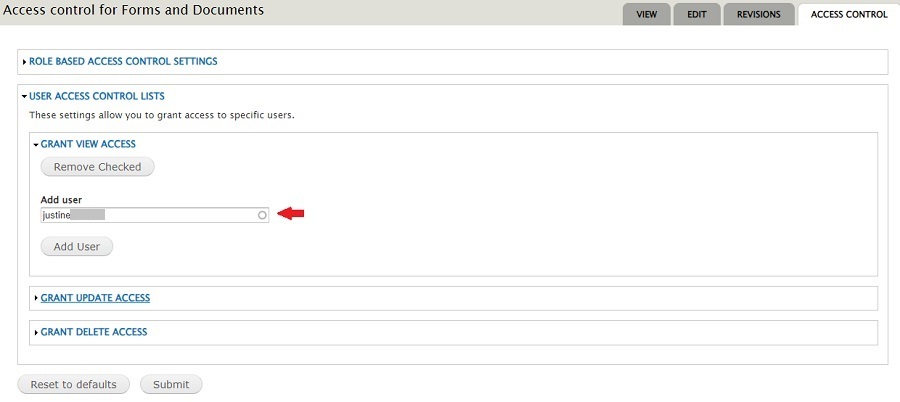 Access control for Forms and Documents
VIEW
EDIT
REVISIONS
ACCESS CONTROL
ROLE BASED ACCESS CONTROL SETTINGS
USER ACCESS CONTROL LISTS
These settings allow you to grant access to specific users.
GRANT VIEW ACCESS
Remove Checked
Add user
justine
Add User
GRANT UPDATE ACCESS
GRANT DELETE ACCESS
Reset to defaults
Submit